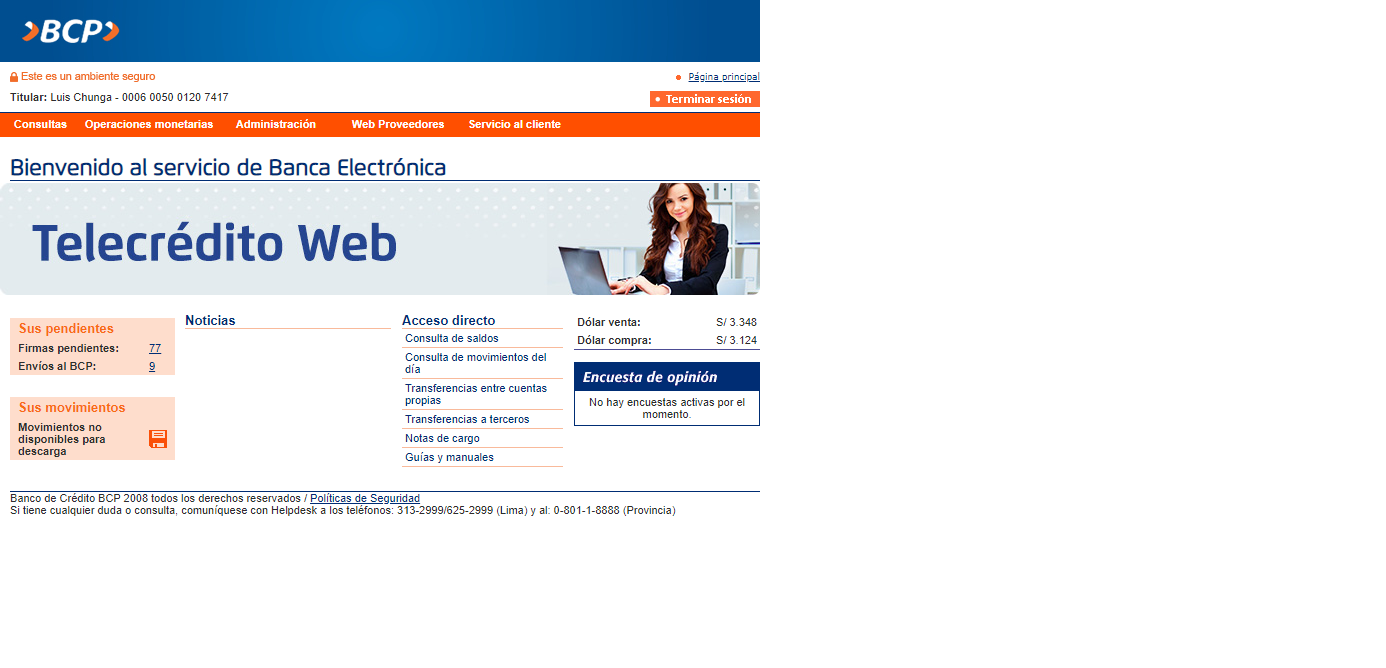 BCP
Este es un ambiente seguro
Página principal
Titular: Luis Chunga - 0006 0050 0120 7417
Terminar sesión
Consultas Operaciones monetarias Administración Web Proveedores Servicio al cliente
Bienvenido al servicio de Banca Electrónica
Telecrédito Web
Sus pendientes
Firmas pendientes: 77
Envíos al BCP: 9
Sus movimientos
Movimientos no
disponibles para
descarga
Noticias
Acceso directo
Consulta de saldos
Consulta de movimientos del
día
Transferencias entre cuentas
propias
Transferencias a terceros
Notas de cargo
Guías y manuales
Dólar venta: S/ 3.348
Dólar compra: S/ 3.124
Encuesta de opinión
No hay encuestas activas por el
momento.
Banco de Crédito BCP 2008 todos los derechos reservados / Políticas de Seguridad
Si tiene cualquier duda o consulta, comuníquese con Helpdesk a los teléfonos: 313-2999/625-2999 (Lima) y al: 0-801-1-8888 (Provincia)